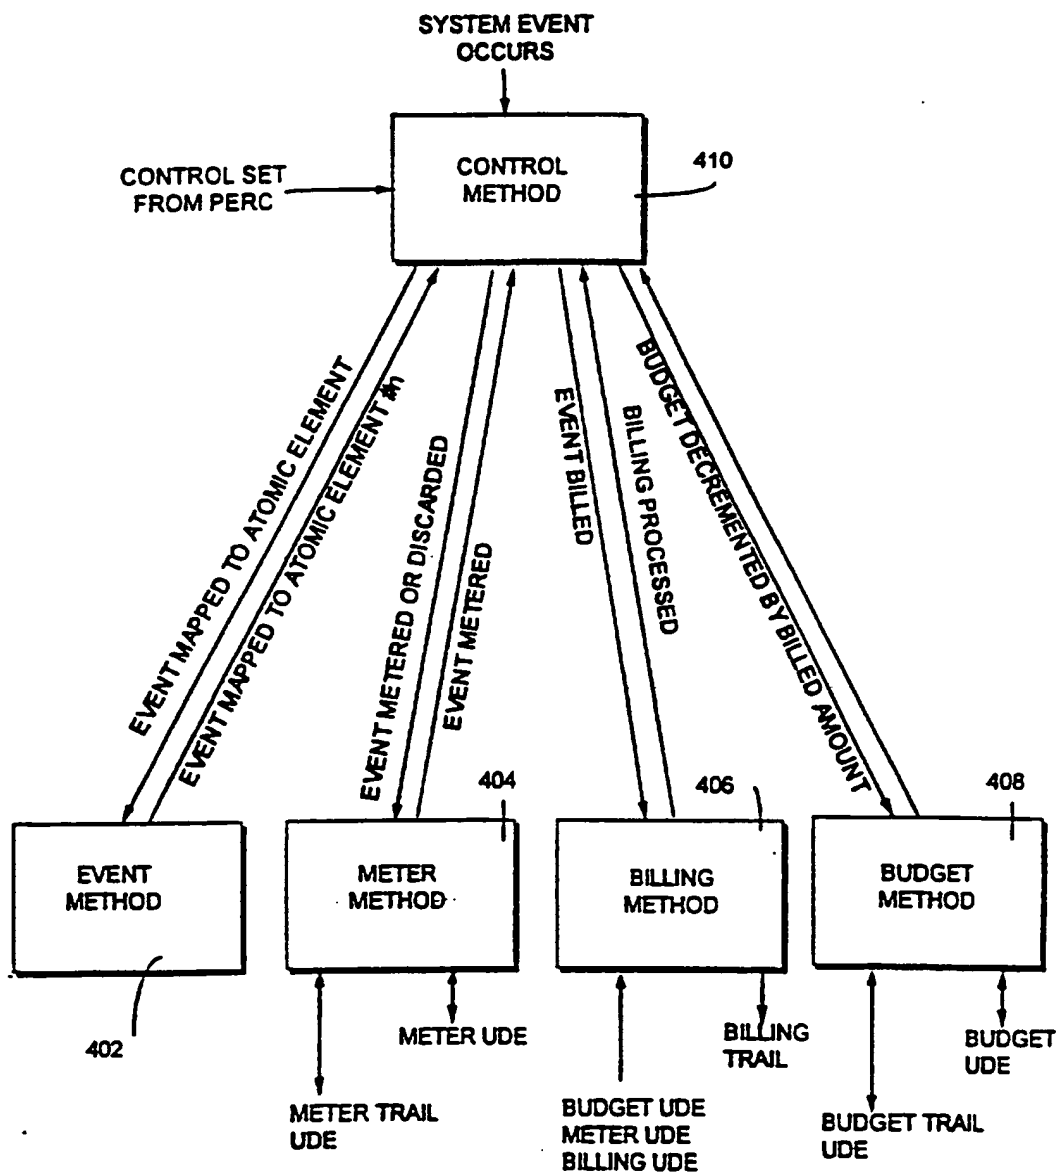 SYSTEM EVENT
OCCURS
CONTROL
METHOD
410
CONTROL SET
FROM PERC
EVENT MAPPED TO ATOMIC ELEMENT
EVENT MAPPED TO ATOMIC ELEMENT #n
EVENT METERED OR DISCARDED
EVENT METERED
EVENT BILLED
BILLING PROCESSED
BUDGET DECREMENTED BY BILLED AMOUNT
404
406
408
EVENT
METHOD
METER
METHOD
BILLING
METHOD
BUDGET
METHOD
402
METER UDE
BILLING
TRAIL
BUDGET
UDE
METER TRAIL
UDE
BUDGET UDE
METER UDE
BILLING UDE
BUDGET TRAIL
UDE